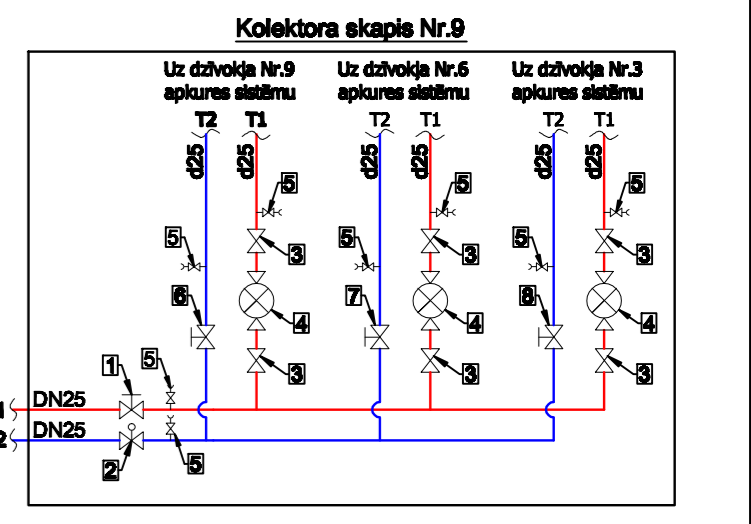 Kolektora skapis Nr.9
Uz dzīvokļa Nr.9
apkures sistēmu
T2 T1
d25 d25
5
5
3
6
4
3
Uz dzīvokļa Nr.6
apkures sistēmu
T2 T1
d25 d25
5
5
3
7
4
3
Uz dzīvokļa Nr.3
apkures sistēmu
T2 T1
d25 d25
5
5
3
8
4
3
1
5
DN25
DN25
2
5